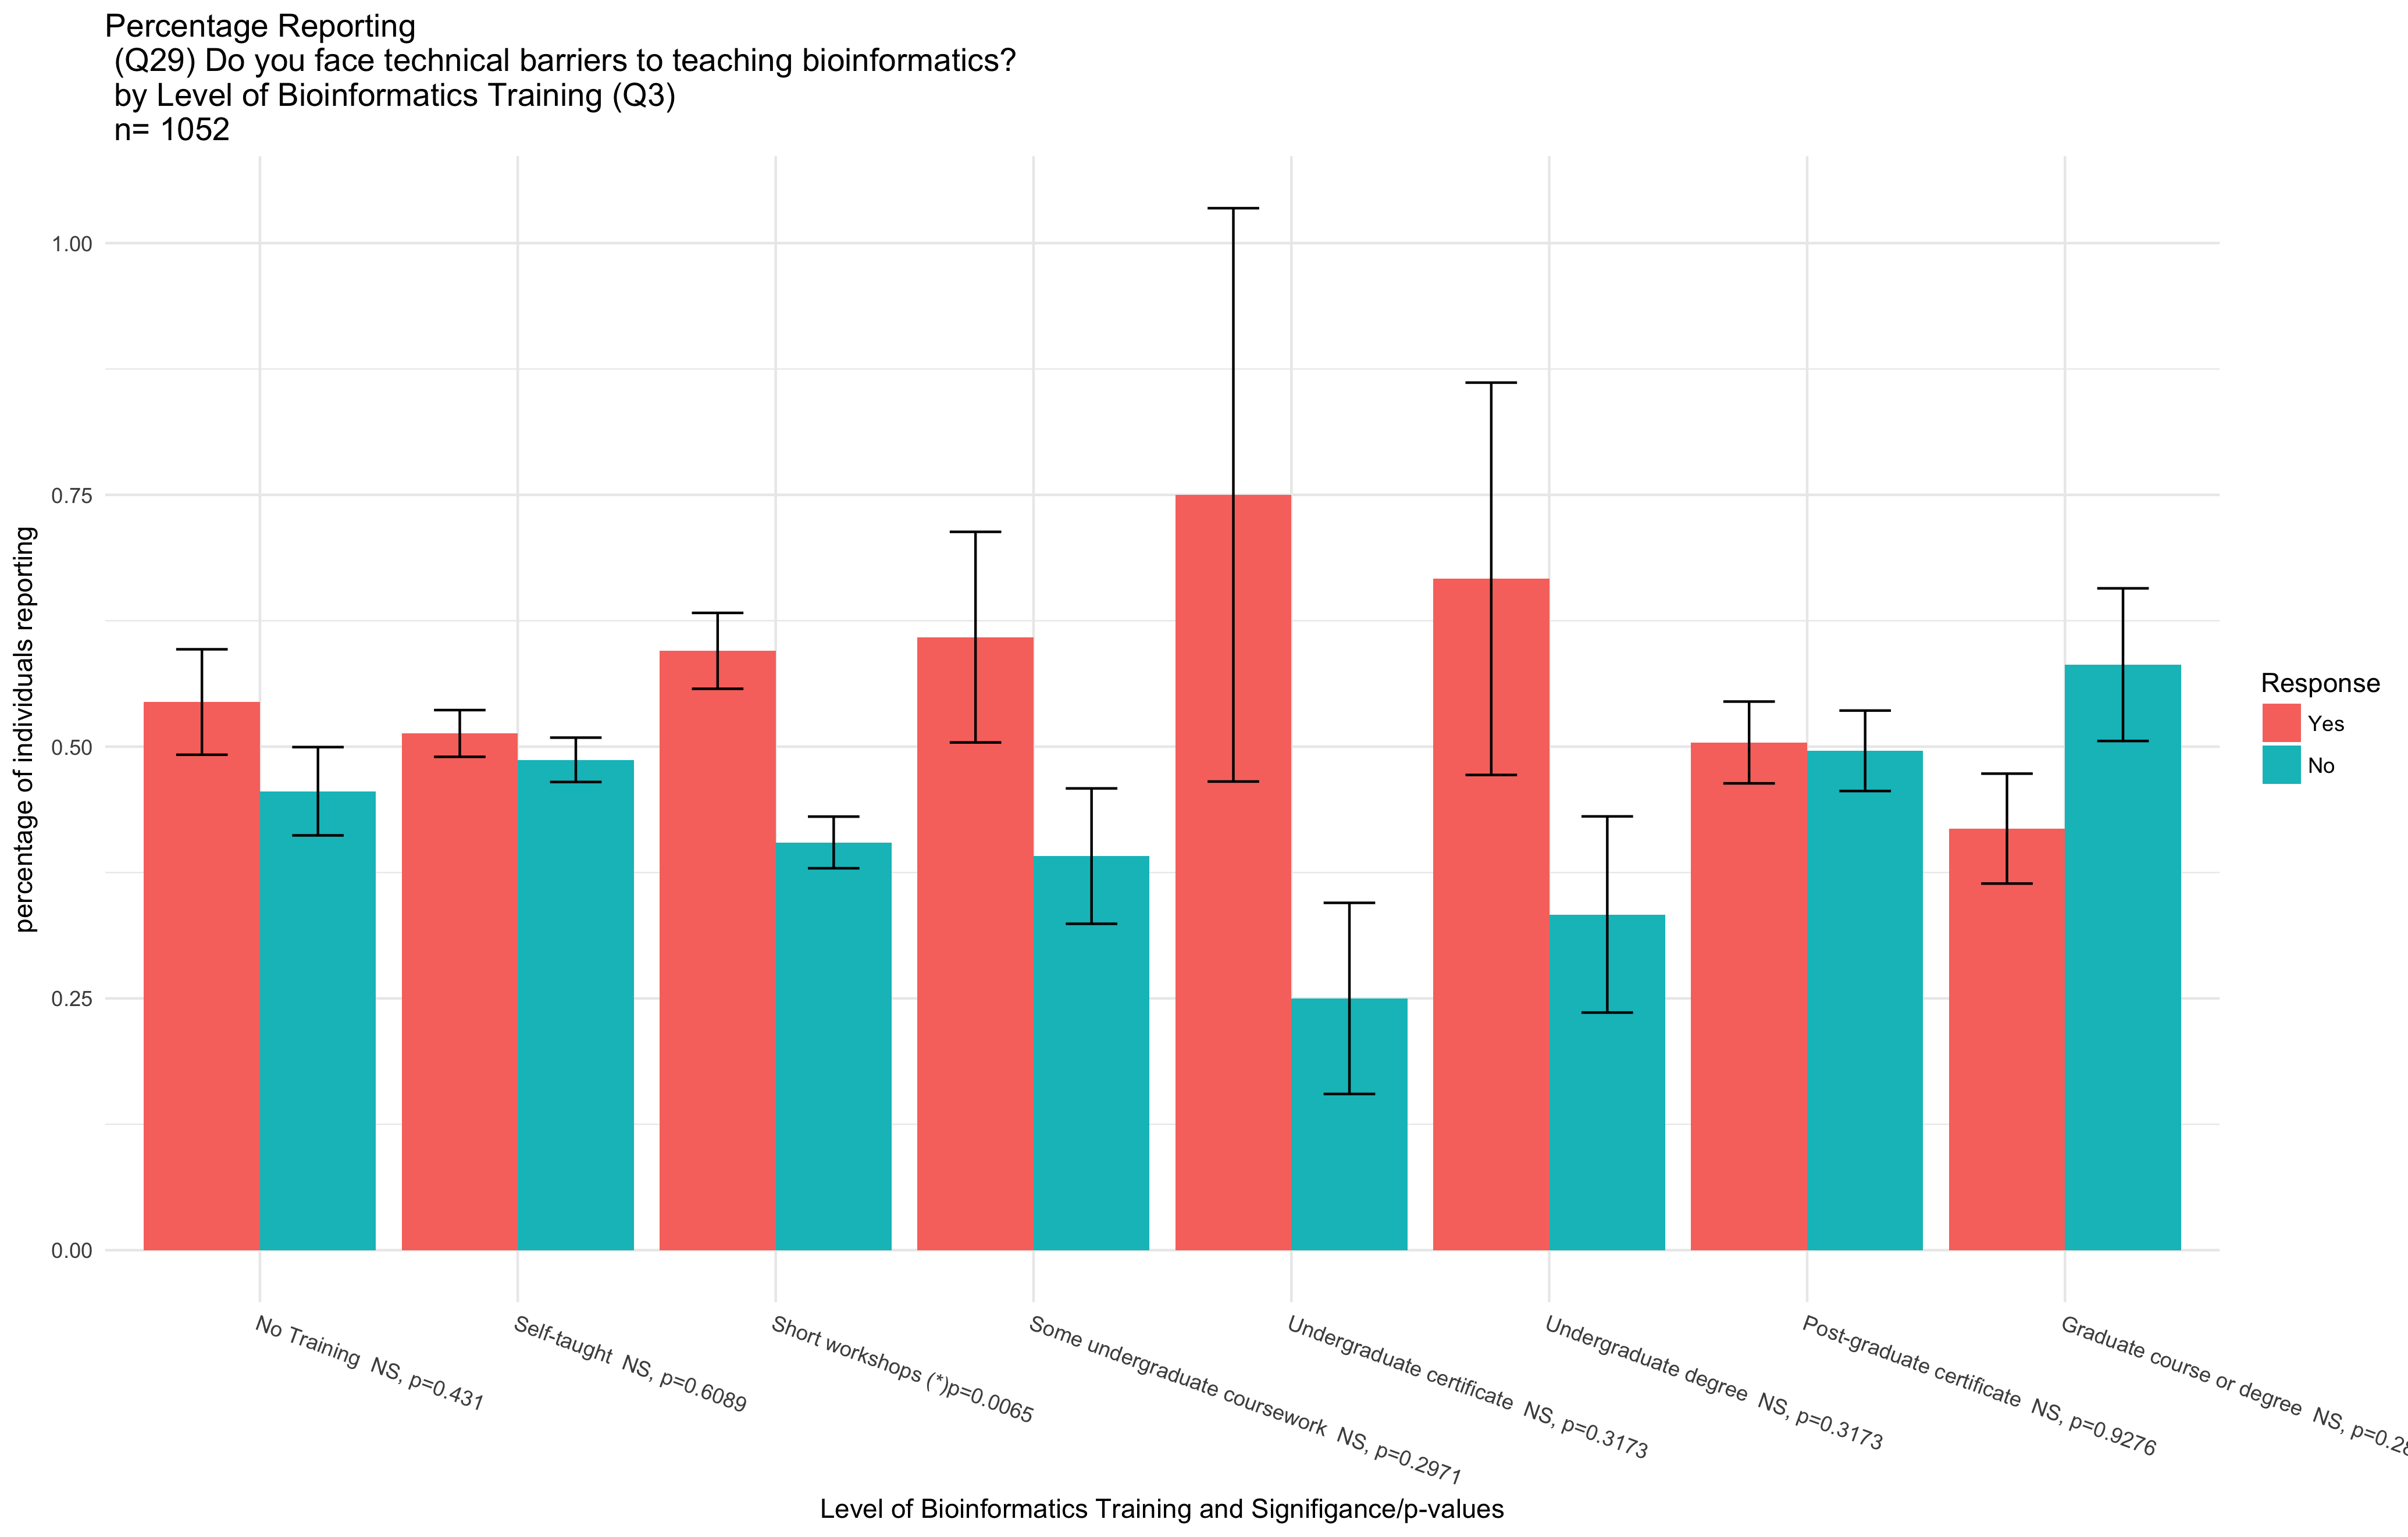 Percentage Reporting
(Q29) Do you face technical barriers to teaching bioinformatics?
by Level of Bioinformatics Training (Q3)
n= 1052
percentage of individuals reporting
1.00
0.75
0.50
0.25
0.00
Response
Yes
No
No Training  NS, p=0.431
Self-taught  NS, p=0.6089
Short workshops (*)p=0.0065
Some undergraduate coursework  NS, p=0.2971
Undergraduate certificate  NS, p=0.3173
Undergraduate degree  NS, p=0.3173
Post-graduate certificate  NS, p=0.9276
Graduate course or degree  NS,
Level of Bioinformatics Training and Signifigance/p-values